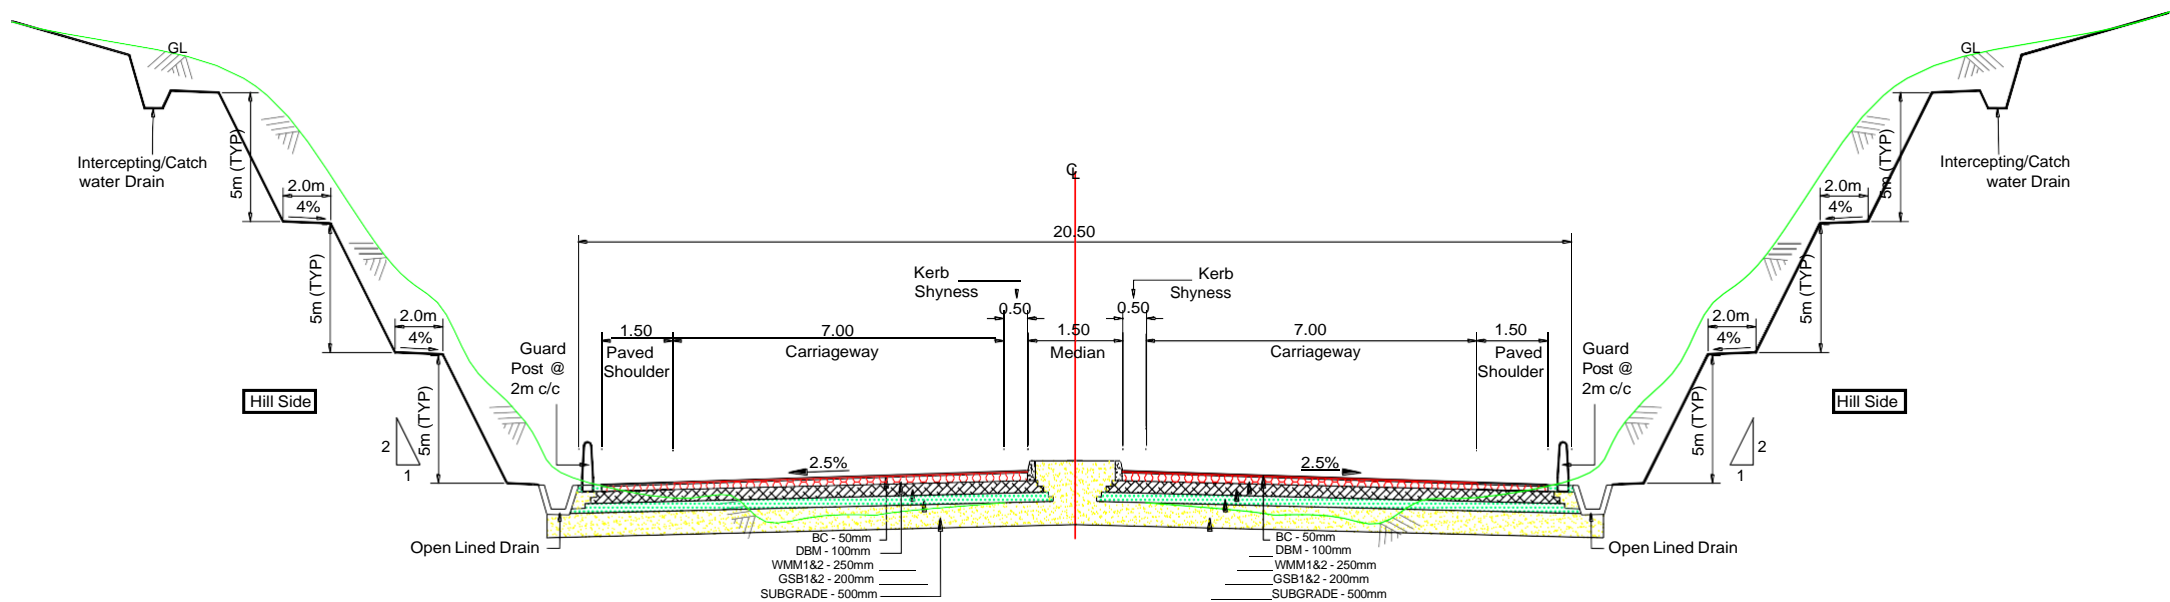 GL
GL
Intercepting/Catch
water Drain
5m (TYP)
2.0m
4%
5m (TYP)
2.0m
4%
5m (TYP)
Hill Side
2
1
Guard
Post @
2m c/c
1.50
Paved
Shoulder
7.00
Carriageway
Kerb
Shyness
0.50
CL
20.50
1.50
Median
Kerb
Shyness
0.50
7.00
Carriageway
1.50
Paved
Shoulder
Guard
Post @
2m c/c
Intercepting/Catch
water Drain
5m (TYP)
2.0m
4%
5m (TYP)
2.0m
4%
5m (TYP)
Hill Side
2
1
2.5%
2.5%
Open Lined Drain
BC - 50mm
DBM - 100mm
WMM1&2 - 250mm
GSB1&2 - 200mm
SUBGRADE - 500mm
BC - 50mm
DBM - 100mm
WMM1&2 - 250mm
GSB1&2 - 200mm
SUBGRADE - 500mm
Open Lined Drain